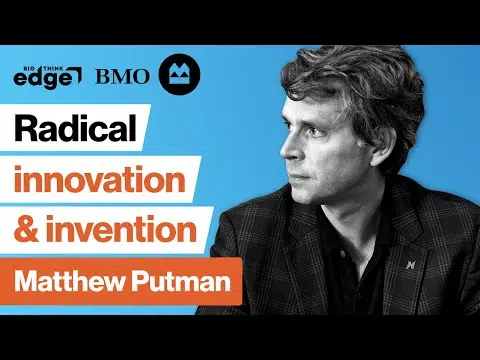 BIG THINK
edge
BMO
Radical
innovation
& invention
Matthew Putman